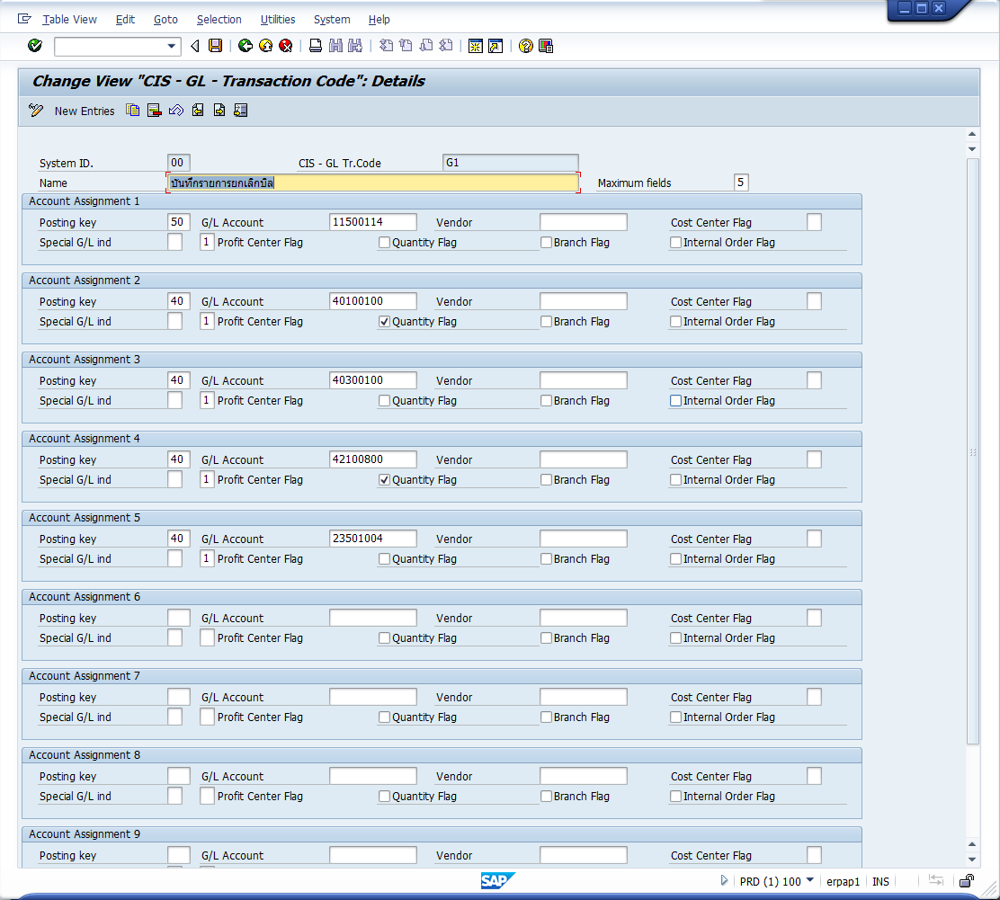 Table View Edit Goto Selection Utilities System Help
Change View "CIS - GL - Transaction Code": Details
New Entries
System ID. 00 CIS - GL Tr.Code G1
Name บันทึกรายการยกเลิกบิล Maximum fields 5
Account Assignment 1
Posting key 50 G/L Account 11500114 Vendor Cost Center Flag
Special G/L ind 1 Profit Center Flag Quantity Flag Branch Flag Internal Order Flag
Account Assignment 2
Posting key 40 G/L Account 40100100 Vendor Cost Center Flag
Special G/L ind 1 Profit Center Flag Quantity Flag Branch Flag Internal Order Flag
Account Assignment 3
Posting key 40 G/L Account 40300100 Vendor Cost Center Flag
Special G/L ind 1 Profit Center Flag Quantity Flag Branch Flag Internal Order Flag
Account Assignment 4
Posting key 40 G/L Account 42100800 Vendor Cost Center Flag
Special G/L ind 1 Profit Center Flag Quantity Flag Branch Flag Internal Order Flag
Account Assignment 5
Posting key 40 G/L Account 23501004 Vendor Cost Center Flag
Special G/L ind 1 Profit Center Flag Quantity Flag Branch Flag Internal Order Flag
Account Assignment 6
Posting key G/L Account Vendor Cost Center Flag
Special G/L ind Profit Center Flag Quantity Flag Branch Flag Internal Order Flag
Account Assignment 7
Posting key G/L Account Vendor Cost Center Flag
Special G/L ind Profit Center Flag Quantity Flag Branch Flag Internal Order Flag
Account Assignment 8
Posting key G/L Account Vendor Cost Center Flag
Special G/L ind Profit Center Flag Quantity Flag Branch Flag Internal Order Flag
Account Assignment 9
Posting key G/L Account Vendor Cost Center Flag
SAP PRD (1) 100 erpap1 INS